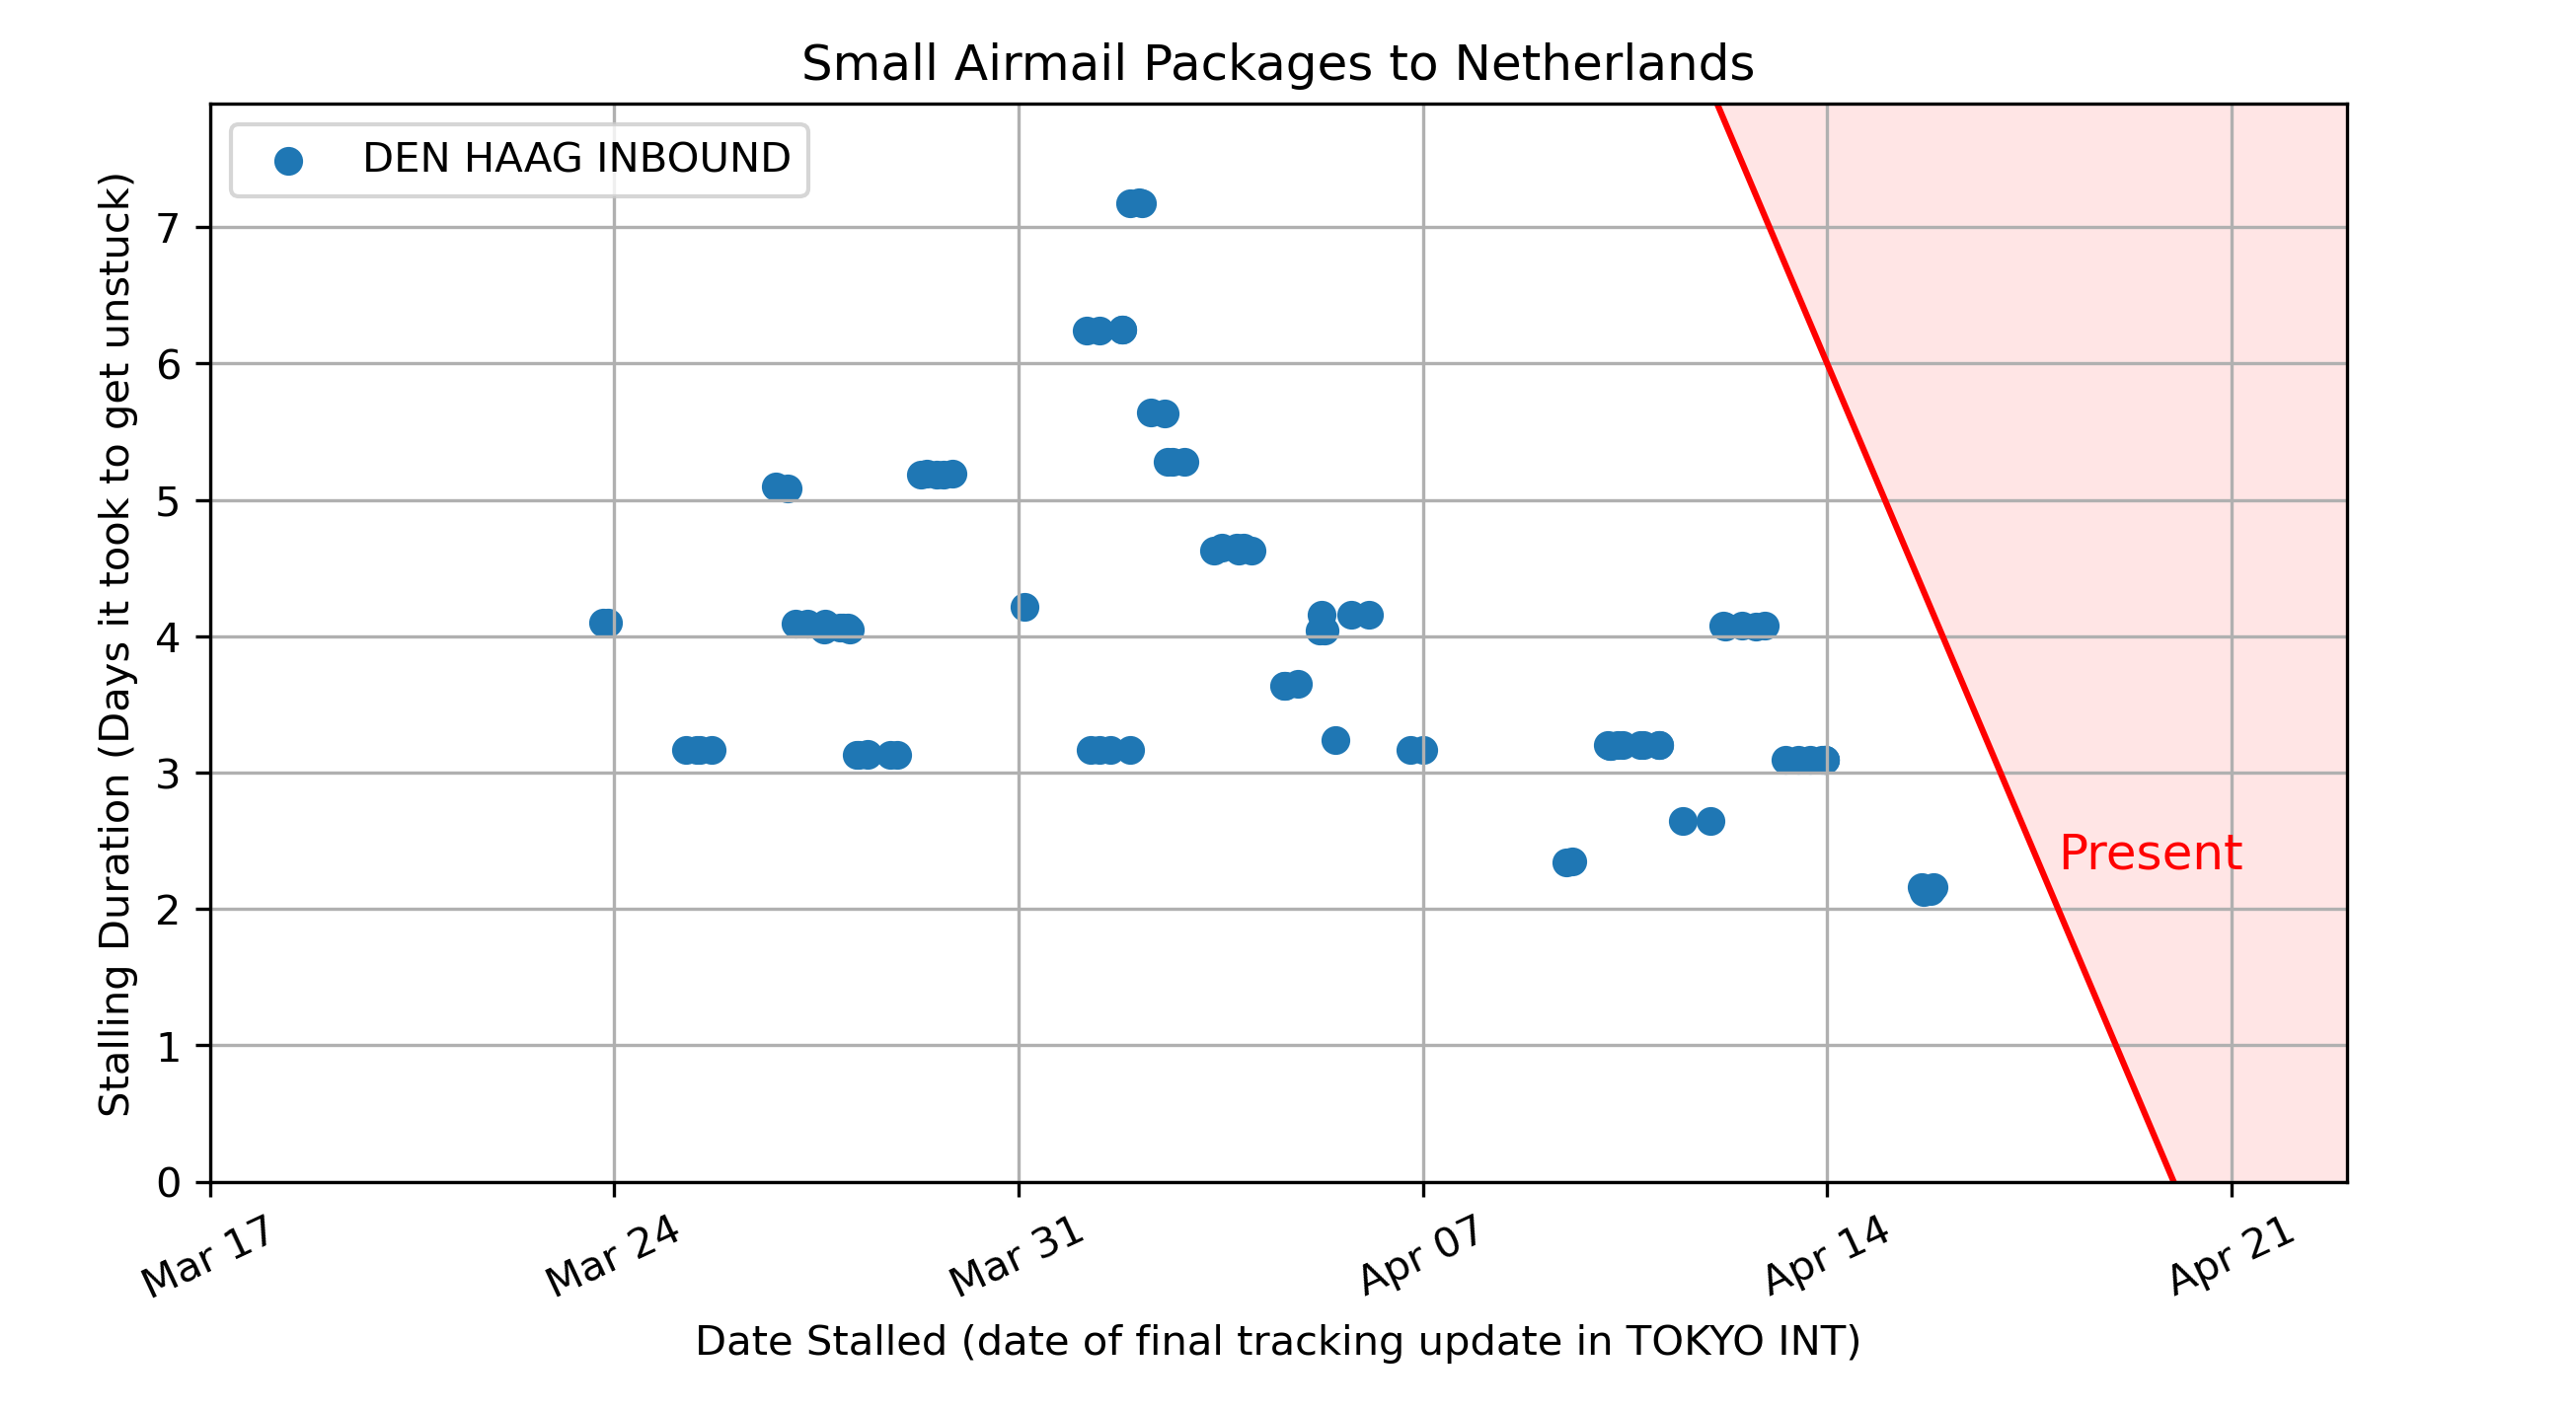 Small Airmail Packages to Netherlands
DEN HAAG INBOUND
Stalling Duration (Days it took to get unstuck)
7
6
5
4
3
2
1
0
Present
Mar 17
Mar 24
Mar 31
Apr 07
Apr 14
Apr 21
Date Stalled (date of final tracking update in TOKYO INT)